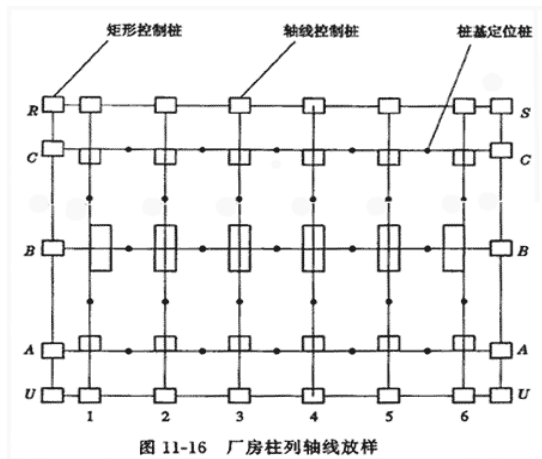 矩形控制桩 轴线控制桩 桩基定位桩
R S
C C
B B
A A
U U
1 2 3 4 5 6
图 11-16 厂房柱列轴线放样